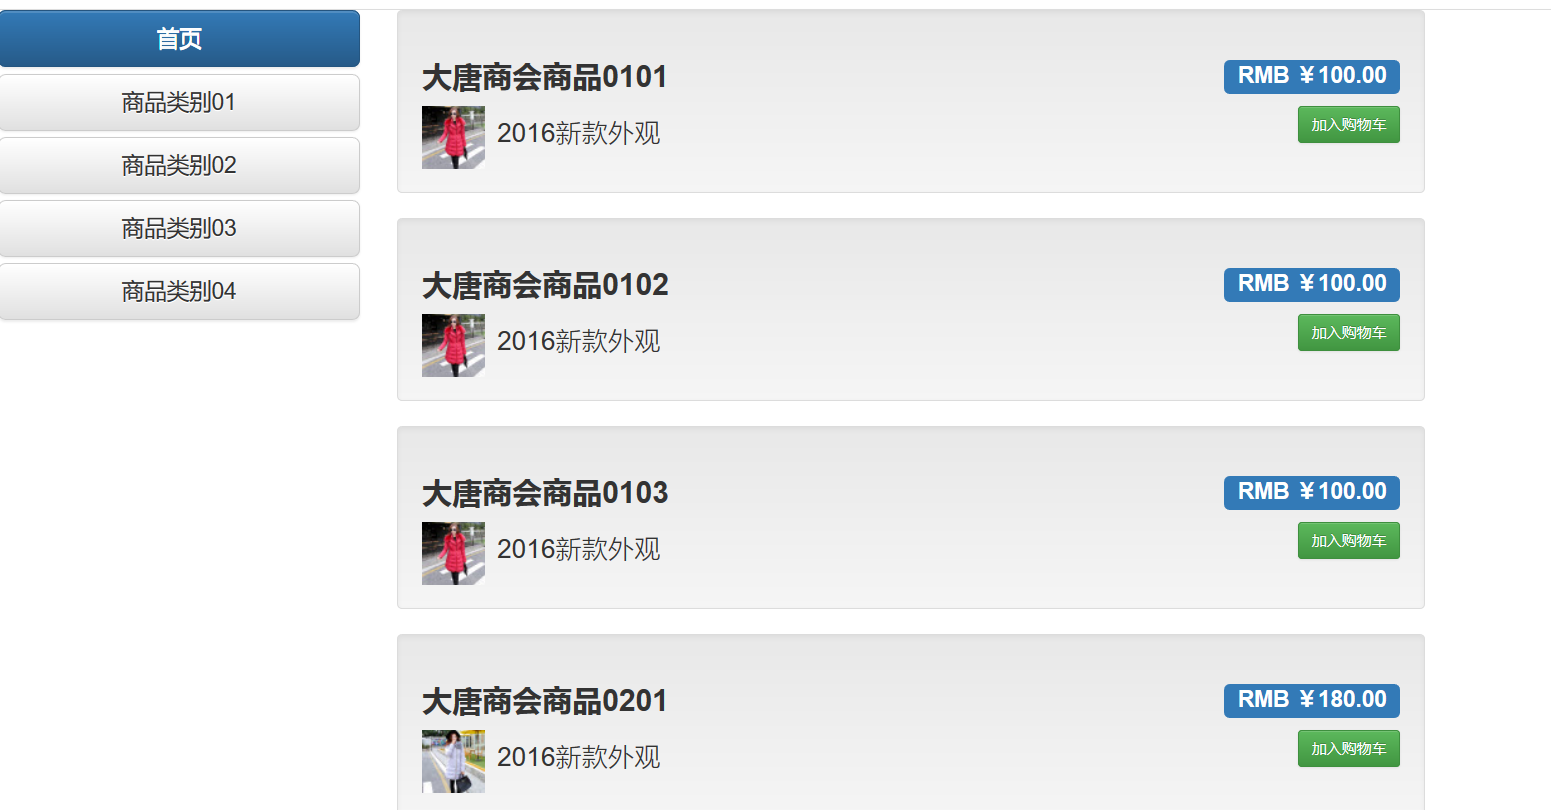 首页
商品类别01
商品类别02
商品类别03
商品类别04
大唐商会商品0101
RMB ￥100.00
2016新款外观
加入购物车
大唐商会商品0102
RMB ￥100.00
2016新款外观
加入购物车
大唐商会商品0103
RMB ￥100.00
2016新款外观
加入购物车
大唐商会商品0201
RMB ￥180.00
2016新款外观
加入购物车